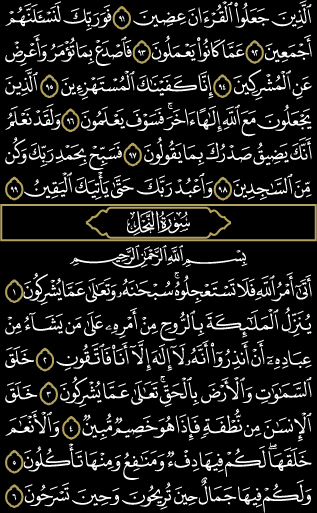 ٱلَّذِينَ جَعَلُوا۟ ٱلْقُرْءَانَ عِضِينَ ٩١ فَوَرَبِّكَ لَنَسْـَٔلَنَّهُمْ
أَجْمَعِينَ ٩٢ عَمَّا كَانُوا۟ يَعْمَلُونَ ٩٣ فَٱصْدَعْ بِمَا تُؤْمَرُ وَأَعْرِضْ
عَنِ ٱلْمُشْرِكِينَ ٩٤ إِنَّا كَفَيْنَٰكَ ٱلْمُسْتَهْزِءِينَ ٩٥ ٱلَّذِينَ
يَجْعَلُونَ مَعَ ٱللَّهِ إِلَٰهًا ءَاخَرَ ۚ فَسَوْفَ يَعْلَمُونَ ٩٦ وَلَقَدْ نَعْلَمُ
أَنَّكَ يَضِيقُ صَدْرُكَ بِمَا يَقُولُونَ ٩٧ فَسَبِّحْ بِحَمْدِ رَبِّكَ وَكُن
مِّنَ ٱلسَّٰجِدِينَ ٩٨ وَٱعْبُدْ رَبَّكَ حَتَّىٰ يَأْتِيَكَ ٱلْيَقِينُ ٩٩
سُورَةُ النَّحْلِ
بِسْمِ ٱللَّهِ ٱلرَّحْمَٰنِ ٱلرَّحِيمِ
أَتَىٰٓ أَمْرُ ٱللَّهِ فَلَا تَسْتَعْجِلُوهُ ۚ سُبْحَٰنَهُۥ وَتَعَٰلَىٰ عَمَّا يُشْرِكُونَ ١
يُنَزِّلُ ٱلْمَلَٰٓئِكَةَ بِٱلرُّوحِ مِنْ أَمْرِهِۦ عَلَىٰ مَن يَشَآءُ مِنْ
عِبَادِهِۦٓ أَنْ أَنذِرُوٓا۟ أَنَّهُۥ لَآ إِلَٰهَ إِلَّآ أَنَا۠ فَٱتَّقُونِ ٢ خَلَقَ
ٱلسَّمَٰوَٰتِ وَٱلْأَرْضَ بِٱلْحَقِّ ۚ تَعَٰلَىٰ عَمَّا يُشْرِكُونَ ٣ خَلَقَ
ٱلْإِنسَٰنَ مِن نُّطْفَةٍ فَإِذَا هُوَ خَصِيمٌ مُّبِينٌ ٤ وَٱلْأَنْعَٰمَ
خَلَقَهَا ۗ لَكُمْ فِيهَا دِفْءٌ وَمَنَٰفِعُ وَمِنْهَا تَأْكُلُونَ ٥
وَلَكُمْ فِيهَا جَمَالٌ حِينَ تُرِيحُونَ وَحِينَ تَسْرَحُونَ ٦